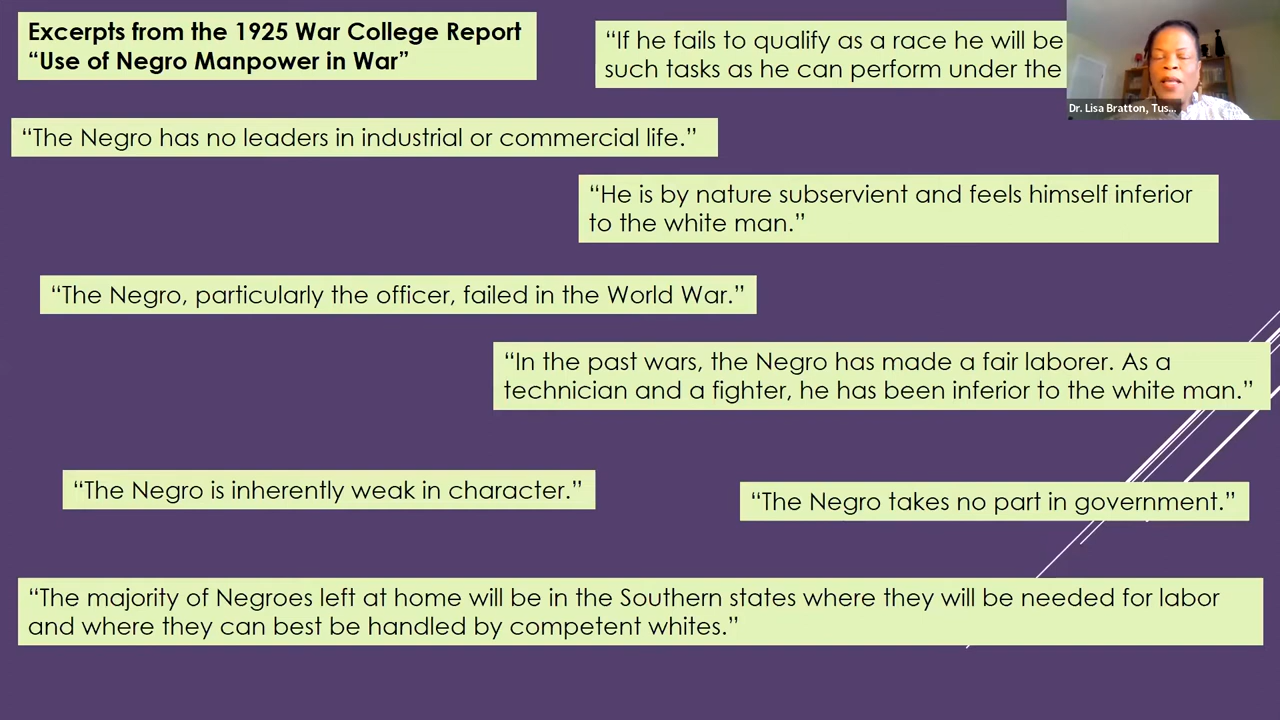 Excerpts from the 1925 War College Report
“Use of Negro Manpower in War”
“If he fails to qualify as a race he will be
such tasks as he can perform under the
Dr. Lisa Bratton, Tus...
“The Negro has no leaders in industrial or commercial life.”
“He is by nature subservient and feels himself inferior
to the white man.”
“The Negro, particularly the officer, failed in the World War.”
“In the past wars, the Negro has made a fair laborer. As a
technician and a fighter, he has been inferior to the white man.”
“The Negro is inherently weak in character.”
“The Negro takes no part in government.”
“The majority of Negroes left at home will be in the Southern states where they will be needed for labor
and where they can best be handled by competent whites.”